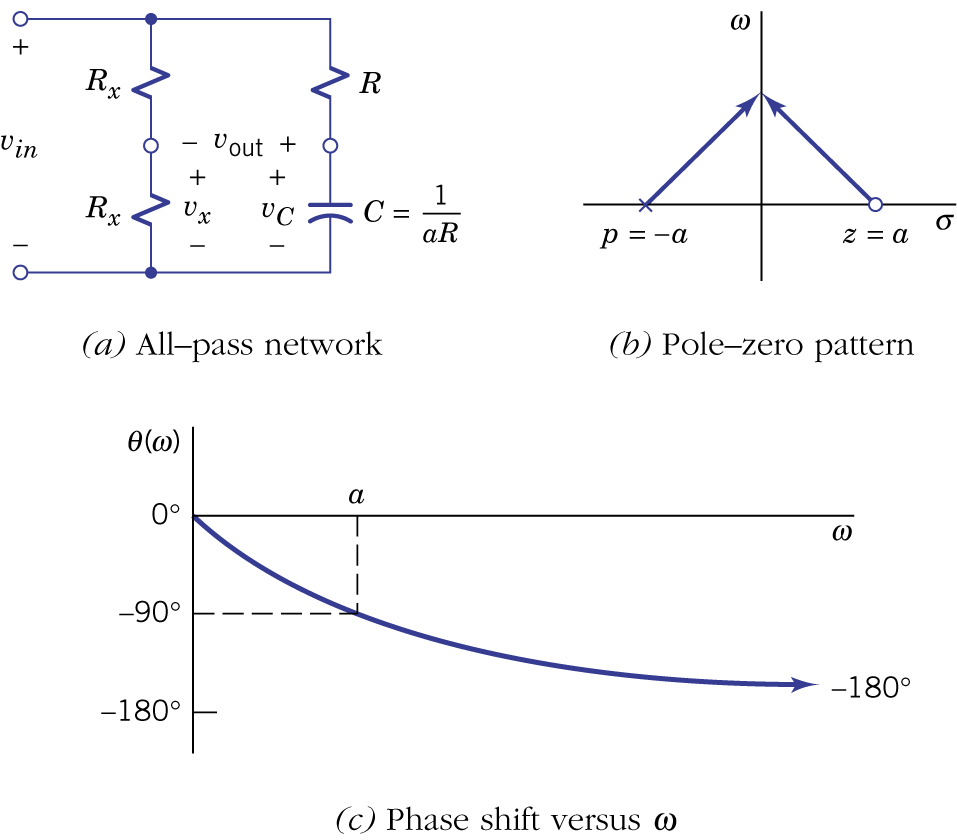 +
R_x
R
v_in
– v_out +
+ +
R_x
v_x
v_C
C = 1/aR
–
– –
(a) All–pass network
ω
σ
p = –a
z = a
(b) Pole–zero pattern
θ(ω)
a
0°
ω
–90°
–180°
–180°
(c) Phase shift versus ω